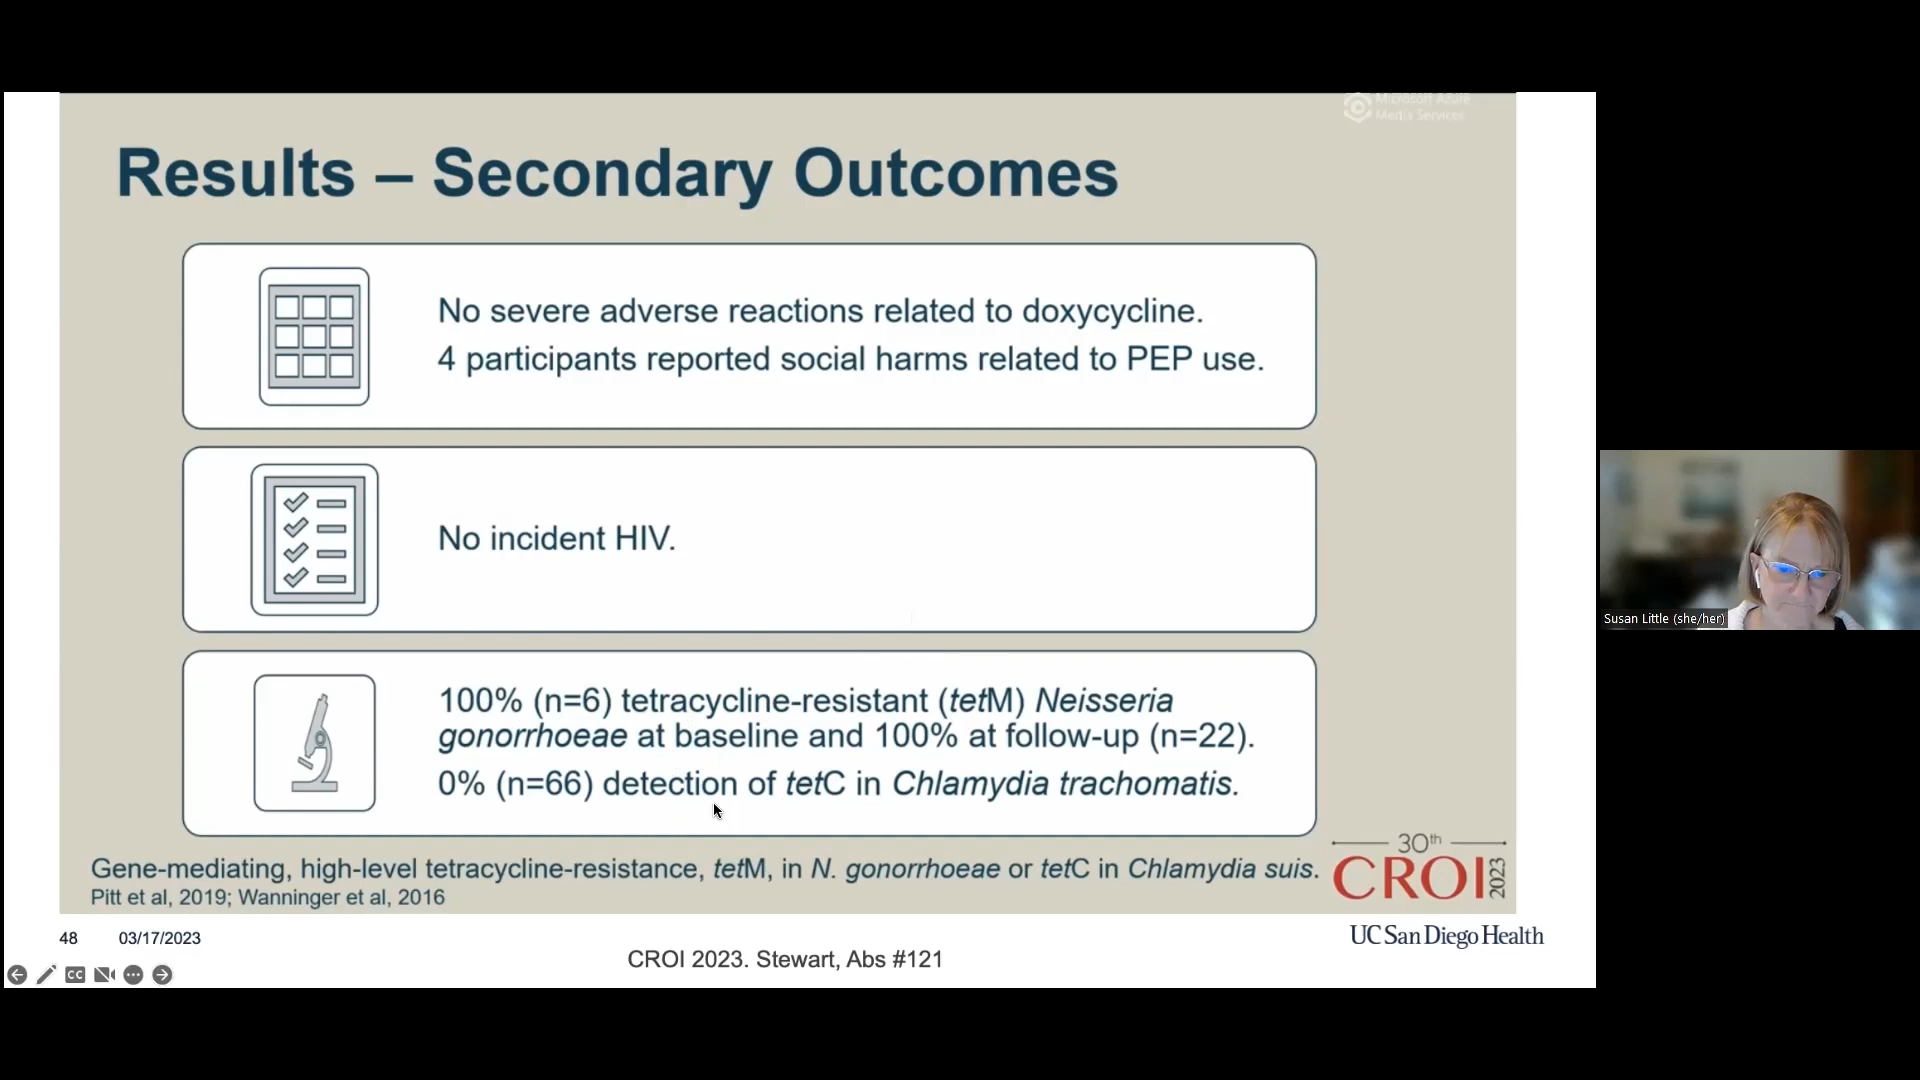 Microsoft Azure
Media Services
Results – Secondary Outcomes
No severe adverse reactions related to doxycycline.
4 participants reported social harms related to PEP use.
No incident HIV.
100% (n=6) tetracycline-resistant (tetM) Neisseria
gonorrhoeae at baseline and 100% at follow-up (n=22).
0% (n=66) detection of tetC in Chlamydia trachomatis.
Gene-mediating, high-level tetracycline-resistance, tetM, in N. gonorrhoeae or tetC in Chlamydia suis.
Pitt et al, 2019; Wanninger et al, 2016
30th
CROI 2023
48 03/17/2023
UC San Diego Health
CROI 2023. Stewart, Abs #121
CC
Susan Little (she/her)